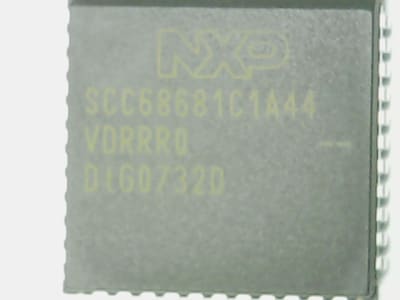 NXP
SCC68681C1A44
VDRRRQ
DtG0732D